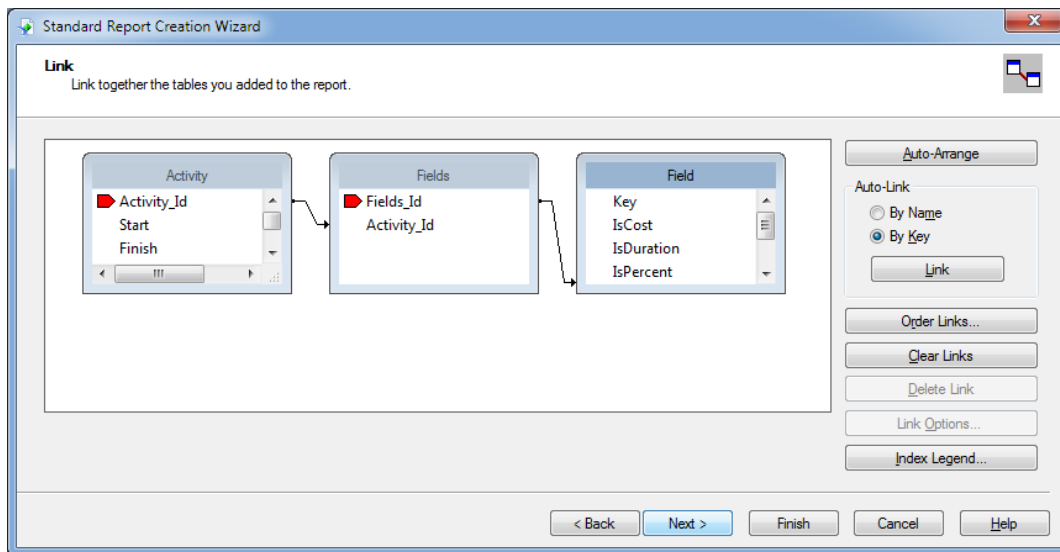 Standard Report Creation Wizard
Link
Link together the tables you added to the report.
Activity
Activity_Id
Start
Finish
Fields
Fields_Id
Activity_Id
Field
Key
IsCost
IsDuration
IsPercent
Auto-Arrange
Auto-Link
By Name
By Key
Link
Order Links...
Clear Links
Delete Link
Link Options...
Index Legend...
< Back
Next >
Finish
Cancel
Help